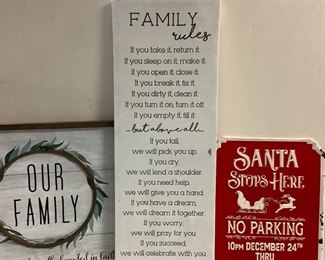 FAMILY
rules
If you take it, return it.
If you sleep on it, make it.
If you open it, close it.
If you break it, fix it.
If you dirty it, clean it.
If you turn it on, turn it off.
If you empty it, fill it.
...but above all...
If you fall,
we will pick you up.
If you cry,
we will lend a shoulder.
If you need help,
we will give you a hand.
If you have a dream,
we will dream it together.
If you worry,
we will pray for you.
If you succeed,
we will celebrate with you.
OUR
FAMILY
SANTA
STOPS HERE
NO PARKING
10PM DECEMBER 24TH
THRU